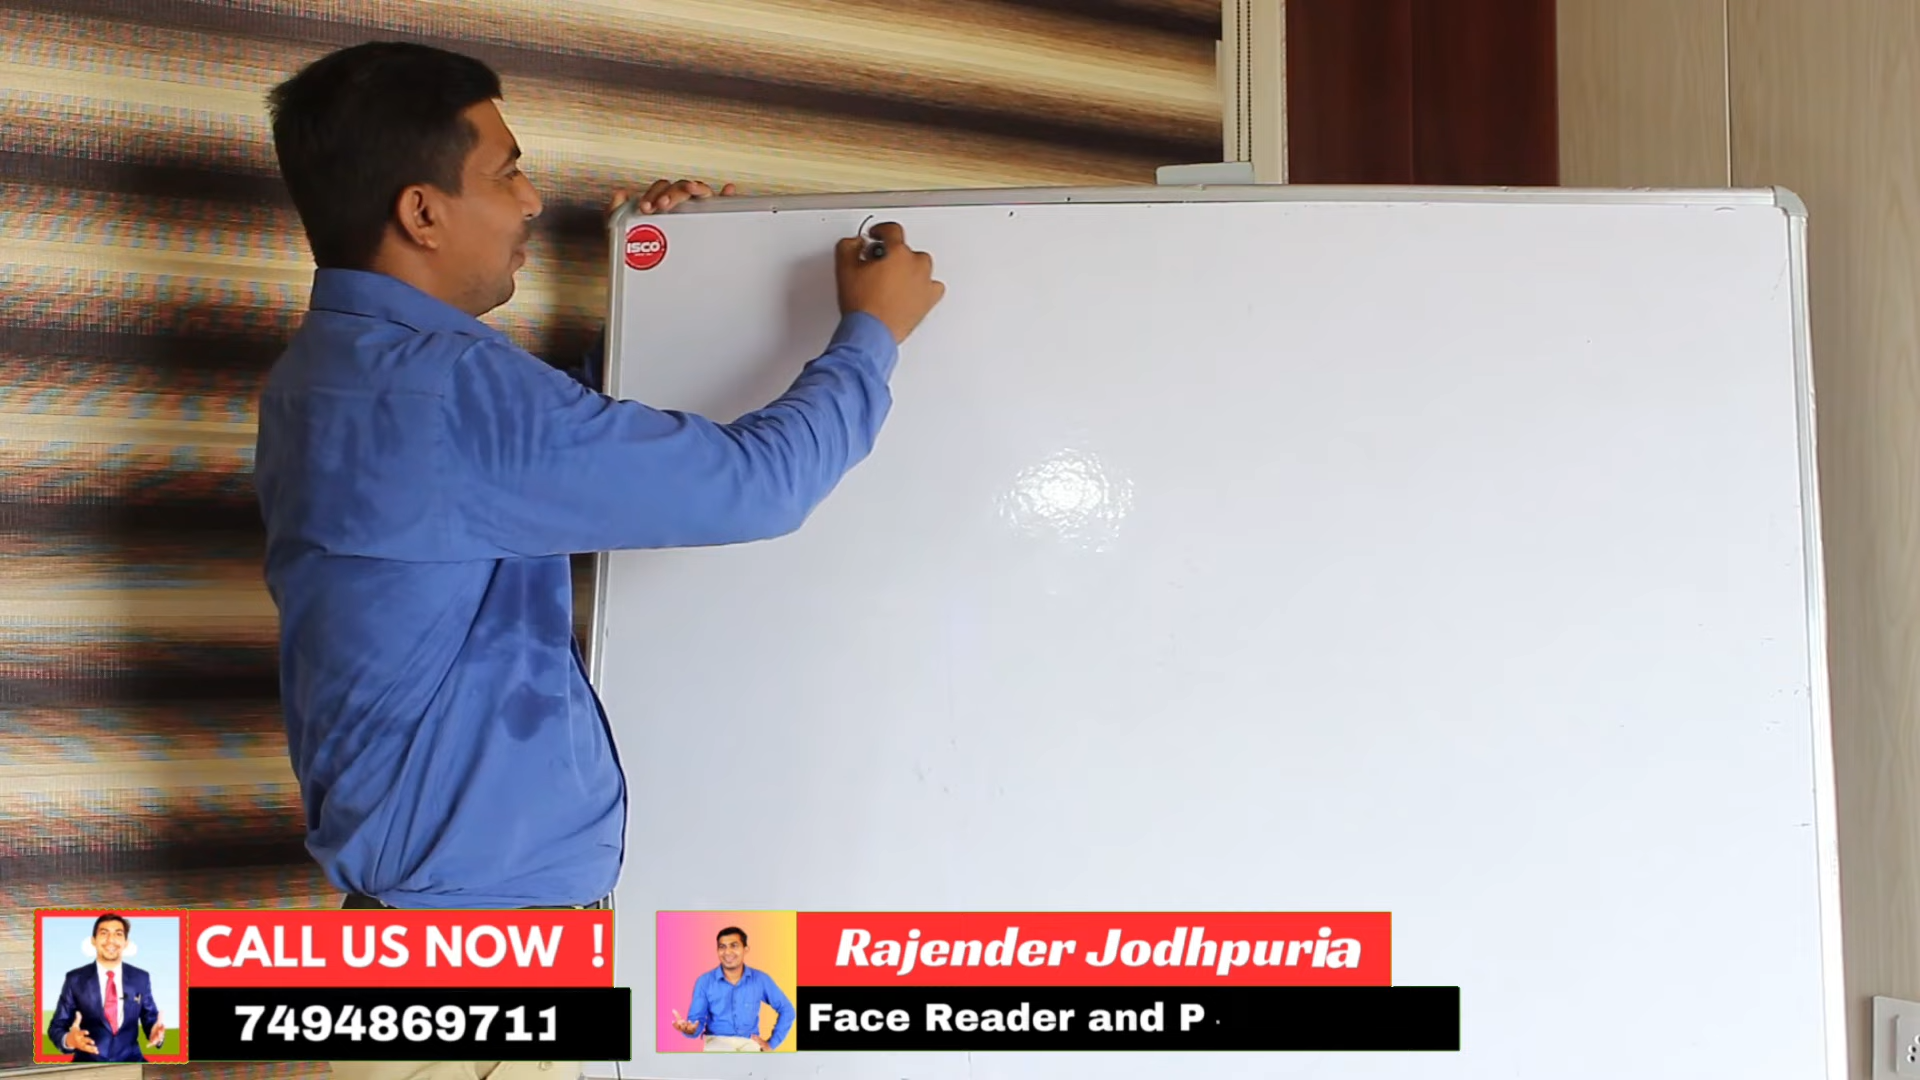 ISCO
CALL US NOW !
7494869711
Rajender Jodhpuria
Face Reader and P